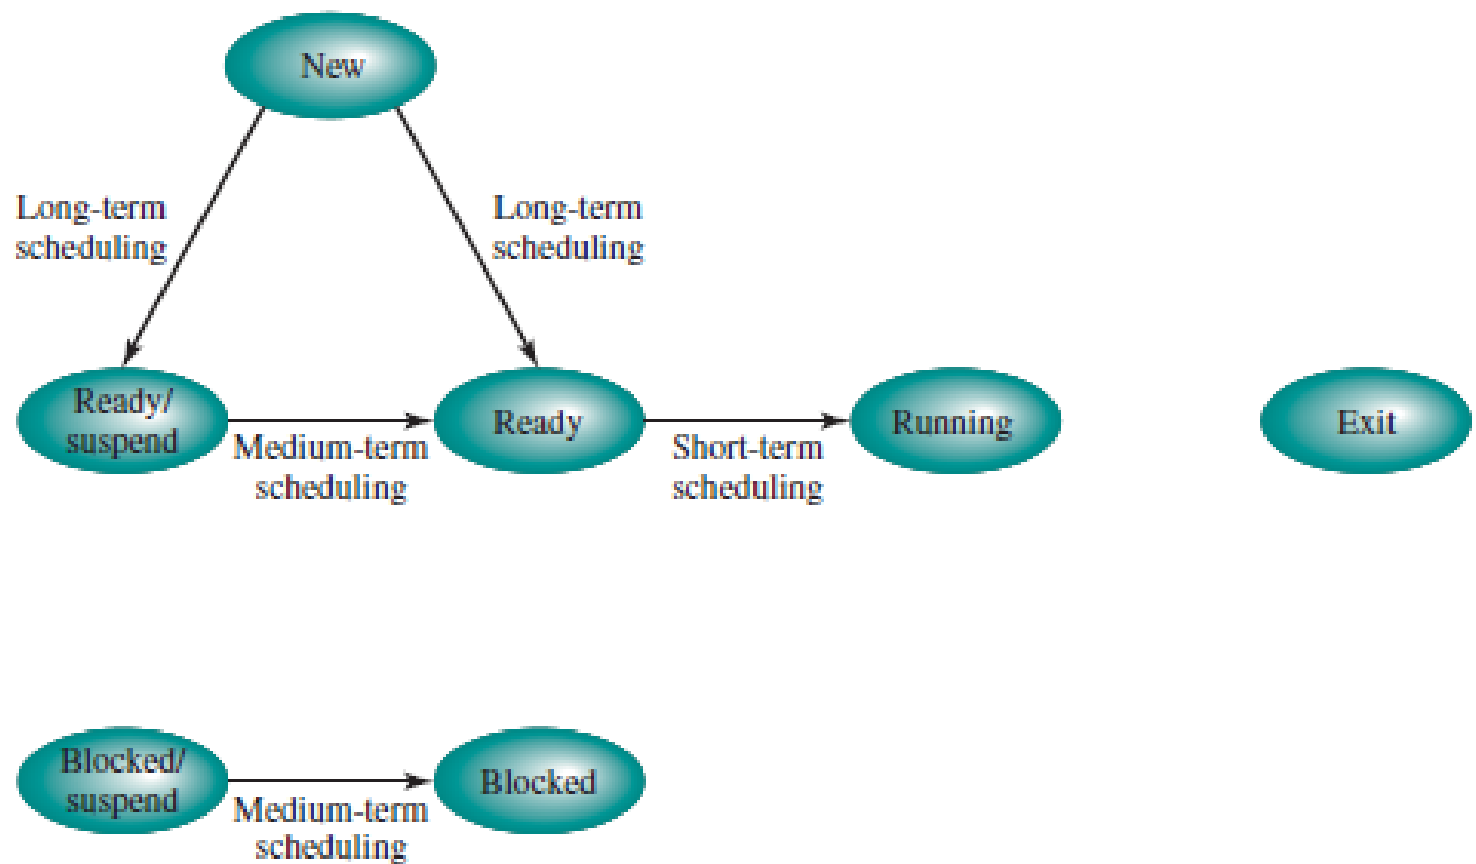 New
Long-term
scheduling
Long-term
scheduling
Ready/
suspend
Medium-term
scheduling
Ready
Short-term
scheduling
Running
Exit
Blocked/
suspend
Medium-term
scheduling
Blocked